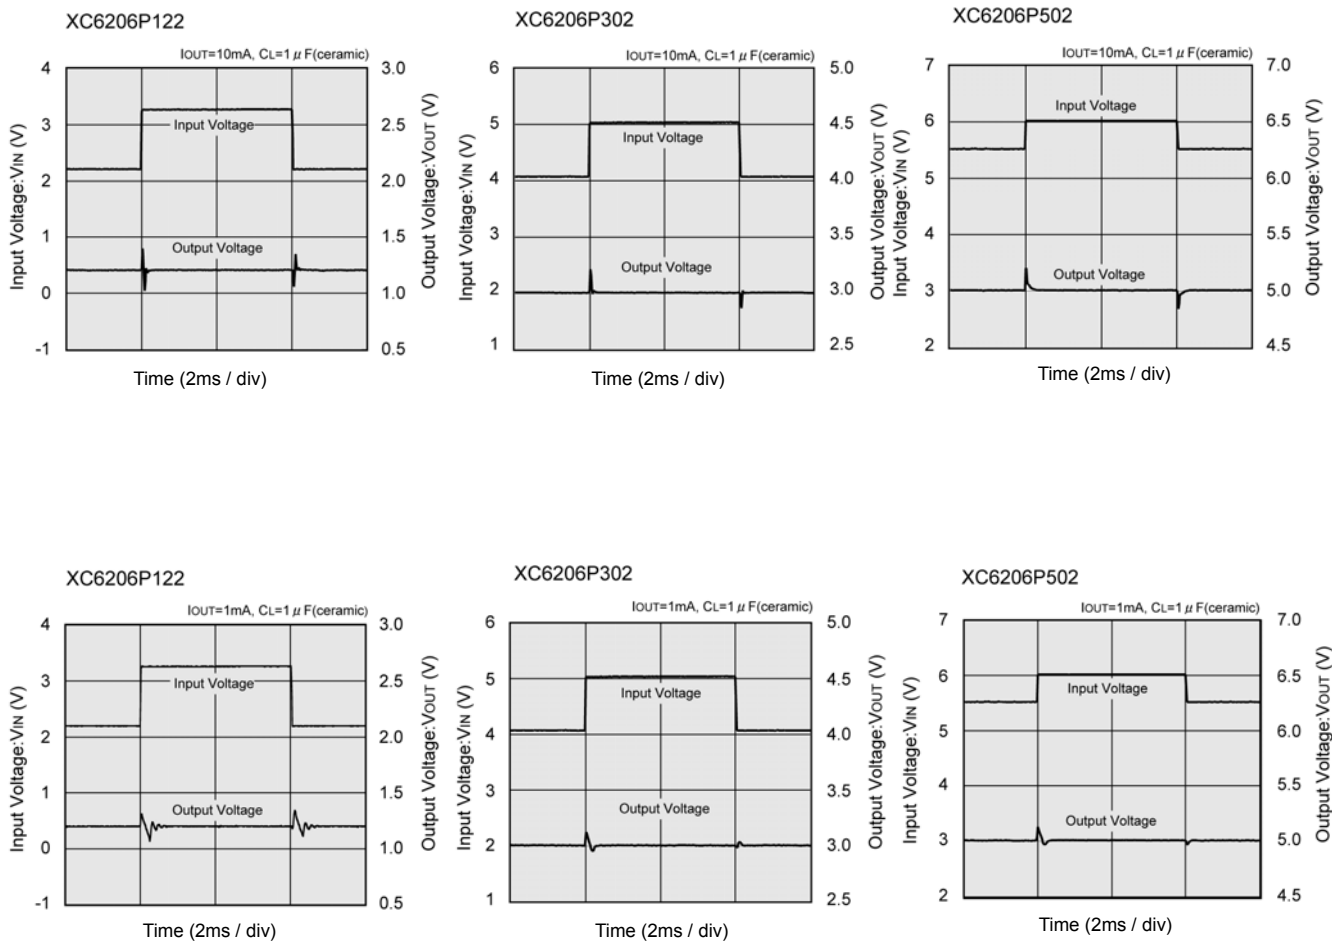 XC6206P122
IOUT=10mA, CL=1 μ F(ceramic)
4
3
2
1
0
-1
Input Voltage:VIN (V)
3.0
2.5
2.0
1.5
1.0
0.5
Output Voltage:VOUT (V)
Input Voltage
Output Voltage
Time (2ms / div)
XC6206P302
IOUT=10mA, CL=1 μ F(ceramic)
6
5
4
3
2
1
Input Voltage:VIN (V)
5.0
4.5
4.0
3.5
3.0
2.5
Output Voltage:VOUT (V)
Input Voltage
Output Voltage
Time (2ms / div)
XC6206P502
IOUT=10mA, CL=1 μ F(ceramic)
7
6
5
4
3
2
Input Voltage:VIN (V)
7.0
6.5
6.0
5.5
5.0
4.5
Output Voltage:VOUT (V)
Input Voltage
Output Voltage
Time (2ms / div)
XC6206P122
IOUT=1mA, CL=1 μ F(ceramic)
4
3
2
1
0
-1
Input Voltage:VIN (V)
3.0
2.5
2.0
1.5
1.0
0.5
Output Voltage:VOUT (V)
Input Voltage
Output Voltage
Time (2ms / div)
XC6206P302
IOUT=1mA, CL=1 μ F(ceramic)
6
5
4
3
2
1
Input Voltage:VIN (V)
5.0
4.5
4.0
3.5
3.0
2.5
Output Voltage:VOUT (V)
Input Voltage
Output Voltage
Time (2ms / div)
XC6206P502
IOUT=1mA, CL=1 μ F(ceramic)
7
6
5
4
3
2
Input Voltage:VIN (V)
7.0
6.5
6.0
5.5
5.0
4.5
Output Voltage:VOUT (V)
Input Voltage
Output Voltage
Time (2ms / div)